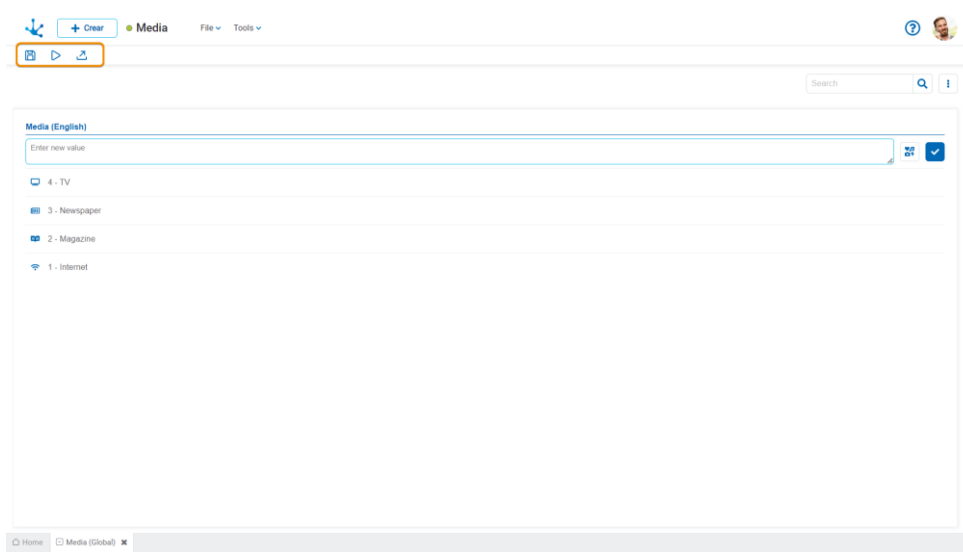 Crear
Media
File
Tools
Search
Media (English)
Enter new value
4 - TV
3 - Newspaper
2 - Magazine
1 - Internet
Home
Media (Global)